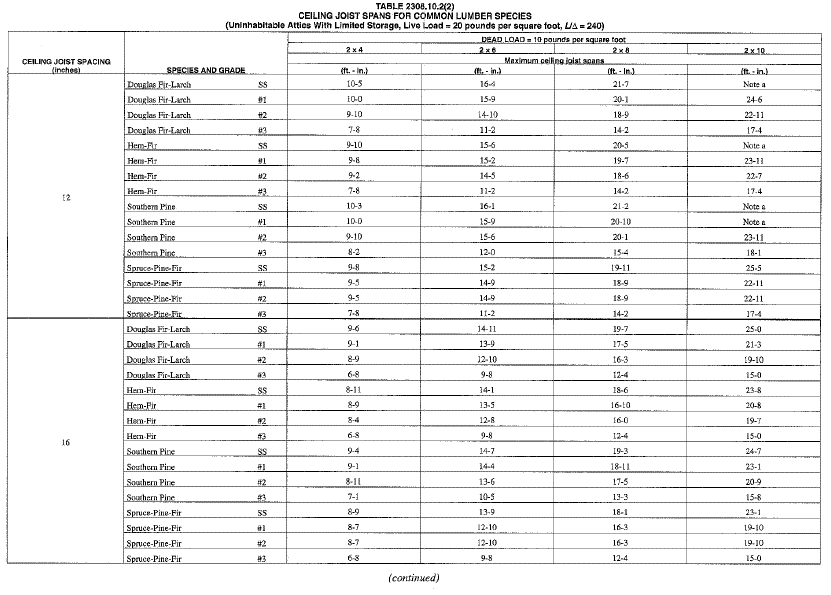 TABLE 2308.10.2(2)
CEILING JOIST SPANS FOR COMMON LUMBER SPECIES
(Uninhabitable Attics With Limited Storage, Live Load = 20 pounds per square foot, L/Δ = 240)
CEILING JOIST SPACING (inches) SPECIES AND GRADE DEAD LOAD = 10 pounds per square foot
2 x 4 2 x 6 2 x 8 2 x 10
Maximum ceiling joist spans
(ft. - in.) (ft. - in.) (ft. - in.) (ft. - in.)
12
Douglas Fir-Larch SS 10-5 16-4 21-7 Note a
Douglas Fir-Larch #1 10-0 15-9 20-1 24-6
Douglas Fir-Larch #2 9-10 14-10 18-9 22-11
Douglas Fir-Larch #3 7-8 11-2 14-2 17-4
Hem-Fir SS 9-10 15-6 20-5 Note a
Hem-Fir #1 9-8 15-2 19-7 23-11
Hem-Fir #2 9-2 14-5 18-6 22-7
Hem-Fir #3 7-8 11-2 14-2 17-4
Southern Pine SS 10-3 16-1 21-2 Note a
Southern Pine #1 10-0 15-9 20-10 Note a
Southern Pine #2 9-10 15-6 20-1 23-11
Southern Pine #3 8-2 12-0 15-4 18-1
Spruce-Pine-Fir SS 9-8 15-2 19-11 25-5
Spruce-Pine-Fir #1 9-5 14-9 18-9 22-11
Spruce-Pine-Fir #2 9-5 14-9 18-9 22-11
Spruce-Pine-Fir #3 7-8 11-2 14-2 17-4
16
Douglas Fir-Larch SS 9-6 14-11 19-7 25-0
Douglas Fir-Larch #1 9-1 13-9 17-5 21-3
Douglas Fir-Larch #2 8-9 12-10 16-3 19-10
Douglas Fir-Larch #3 6-8 9-8 12-4 15-0
Hem-Fir SS 8-11 14-1 18-6 23-8
Hem-Fir #1 8-9 13-5 16-10 20-8
Hem-Fir #2 8-4 12-8 16-0 19-7
Hem-Fir #3 6-8 9-8 12-4 15-0
Southern Pine SS 9-4 14-7 19-3 24-7
Southern Pine #1 9-1 14-4 18-11 23-1
Southern Pine #2 8-11 13-6 17-5 20-9
Southern Pine #3 7-1 10-5 13-3 15-8
Spruce-Pine-Fir SS 8-9 13-9 18-1 23-1
Spruce-Pine-Fir #1 8-7 12-10 16-3 19-10
Spruce-Pine-Fir #2 8-7 12-10 16-3 19-10
Spruce-Pine-Fir #3 6-8 9-8 12-4 15-0
(continued)